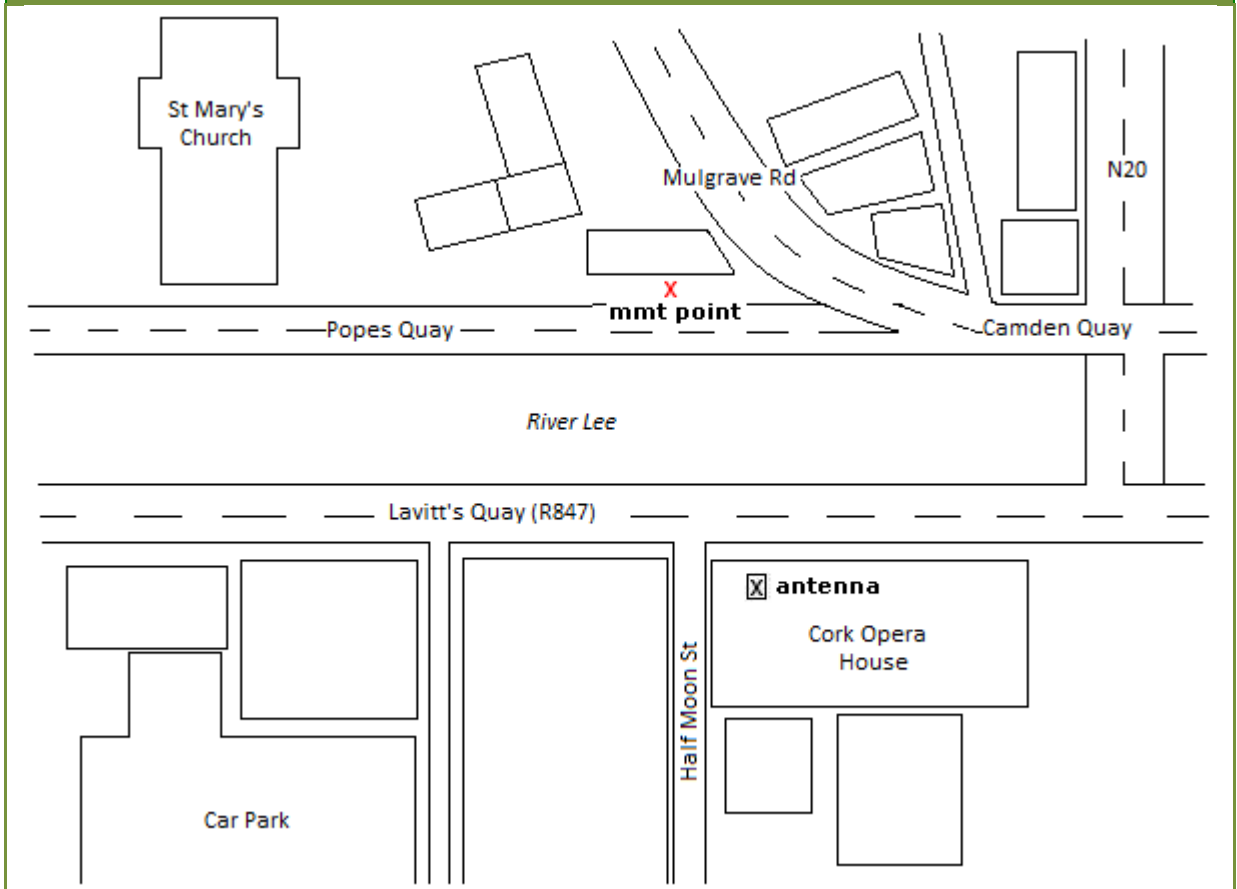 St Mary's
Church
Mulgrave Rd
N20
X
mmt point
Popes Quay
Camden Quay
River Lee
Lavitt's Quay (R847)
X antenna
Cork Opera
House
Half Moon St
Car Park